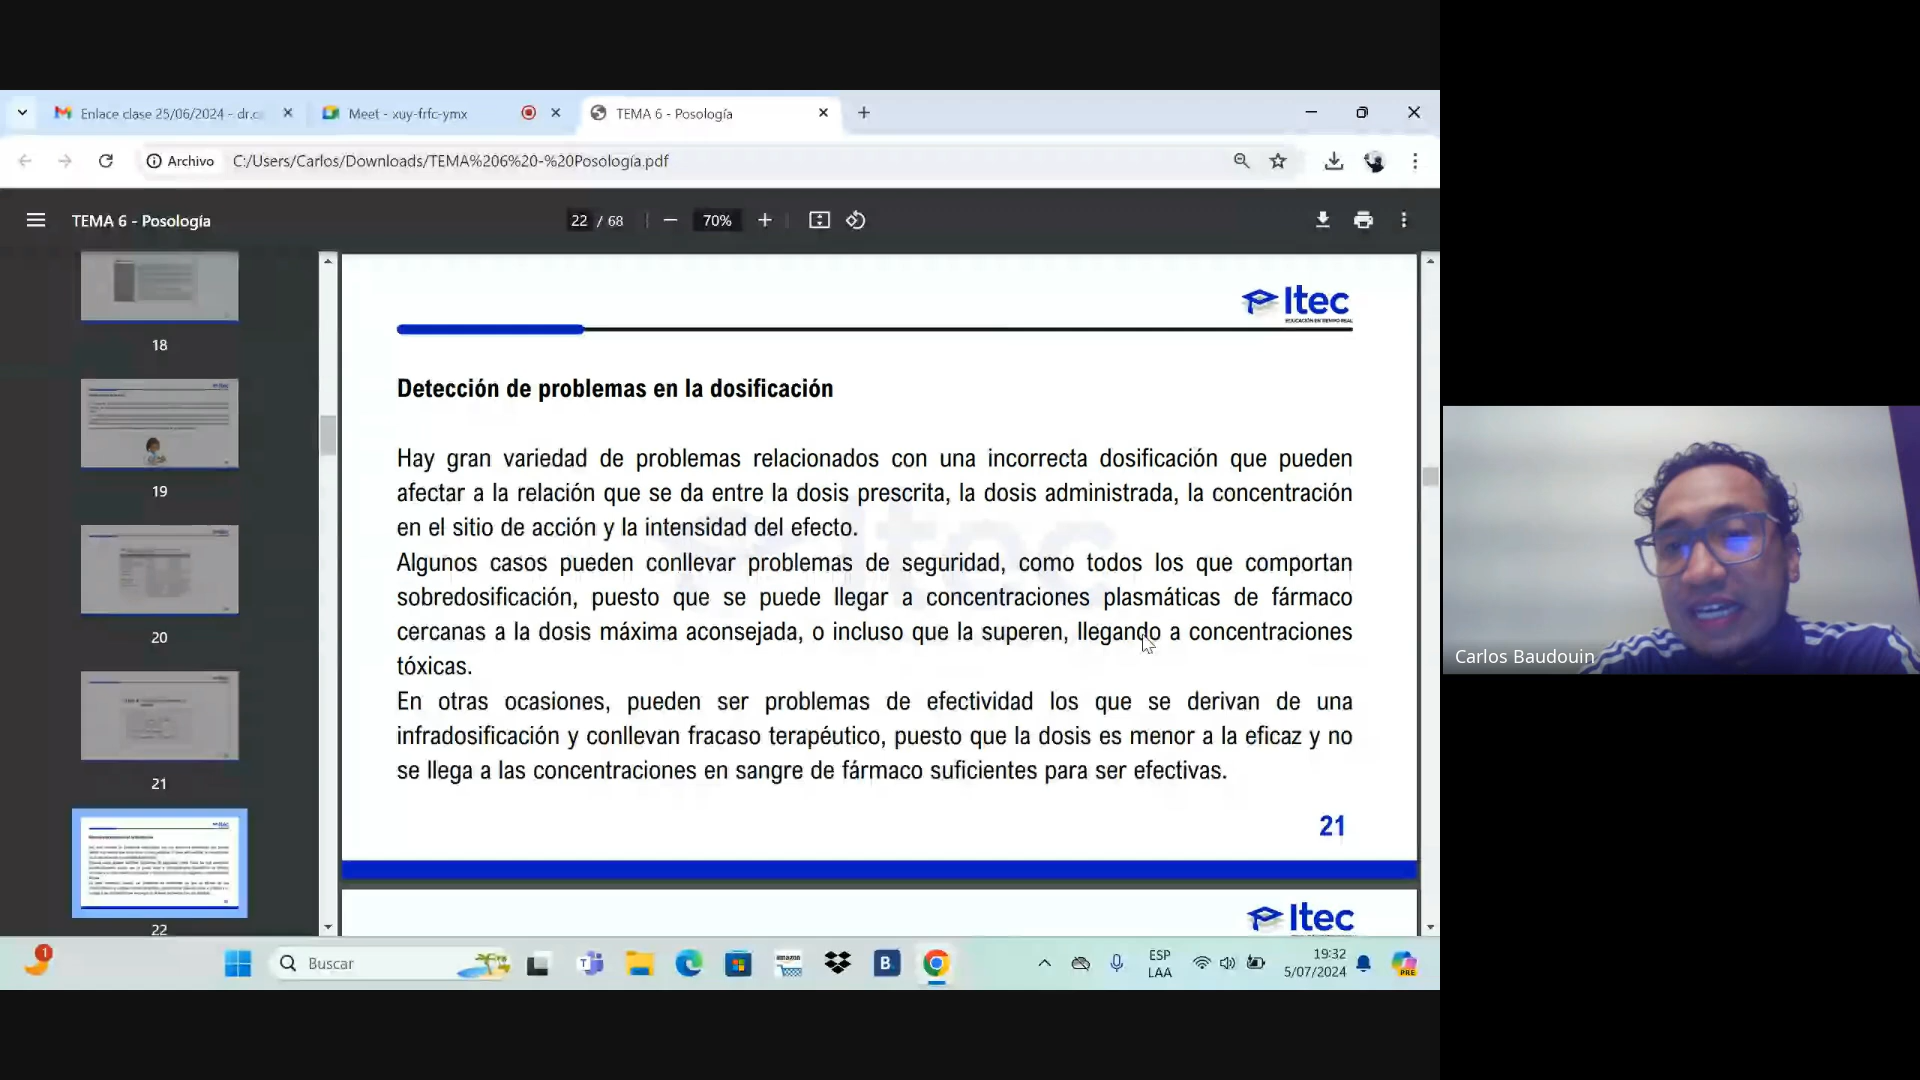 Enlace clase 25/06/2024 - dr.c
Meet - xuy-frfc-ymx
TEMA 6 - Posología
Archivo
C:/Users/Carlos/Downloads/TEMA%206%20-%20Posología.pdf
TEMA 6 - Posología
22 / 68
70%
18
19
20
21
22
Itec
EDUCACIÓN EN TIEMPO REAL
Detección de problemas en la dosificación
Hay gran variedad de problemas relacionados con una incorrecta dosificación que pueden
afectar a la relación que se da entre la dosis prescrita, la dosis administrada, la concentración
en el sitio de acción y la intensidad del efecto.
Algunos casos pueden conllevar problemas de seguridad, como todos los que comportan
sobredosificación, puesto que se puede llegar a concentraciones plasmáticas de fármaco
cercanas a la dosis máxima aconsejada, o incluso que la superen, llegando a concentraciones
tóxicas.
En otras ocasiones, pueden ser problemas de efectividad los que se derivan de una
infradosificación y conllevan fracaso terapéutico, puesto que la dosis es menor a la eficaz y no
se llega a las concentraciones en sangre de fármaco suficientes para ser efectivas.
Itec
21
Itec
Carlos Baudouin
1
Buscar
amazon
B.
ESP
LAA
19:32
5/07/2024
PRE